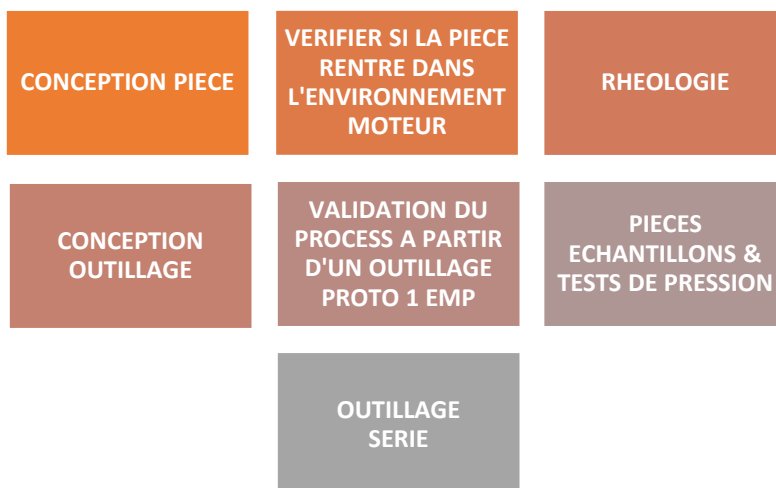 CONCEPTION PIECE
VERIFIER SI LA PIECE
RENTRE DANS
L'ENVIRONNEMENT
MOTEUR
RHEOLOGIE
CONCEPTION
OUTILLAGE
VALIDATION DU
PROCESS A PARTIR
D'UN OUTILLAGE
PROTO 1 EMP
PIECES
ECHANTILLONS &
TESTS DE PRESSION
OUTILLAGE
SERIE